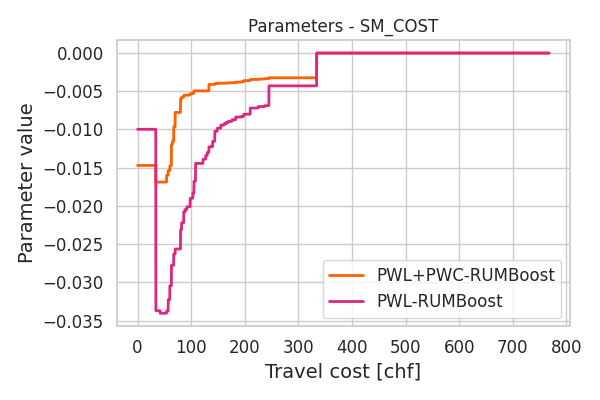 Parameters - SM_COST
Parameter value
0.000
−0.005
−0.010
−0.015
−0.020
−0.025
−0.030
−0.035
PWL+PWC-RUMBoost
PWL-RUMBoost
0 100 200 300 400 500 600 700 800
Travel cost [chf]